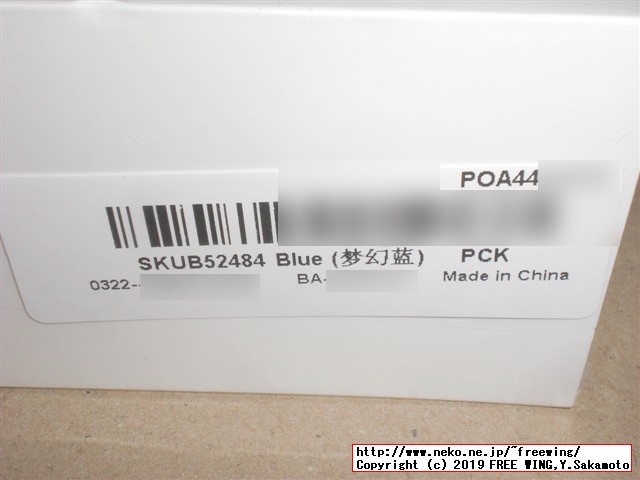 POA44
SKUB52484 Blue (梦幻蓝) PCK
0322- BA- Made in China
http://www.neko.ne.jp/~freewing/
Copyright (c) 2019 FREE WING,Y.Sakamoto